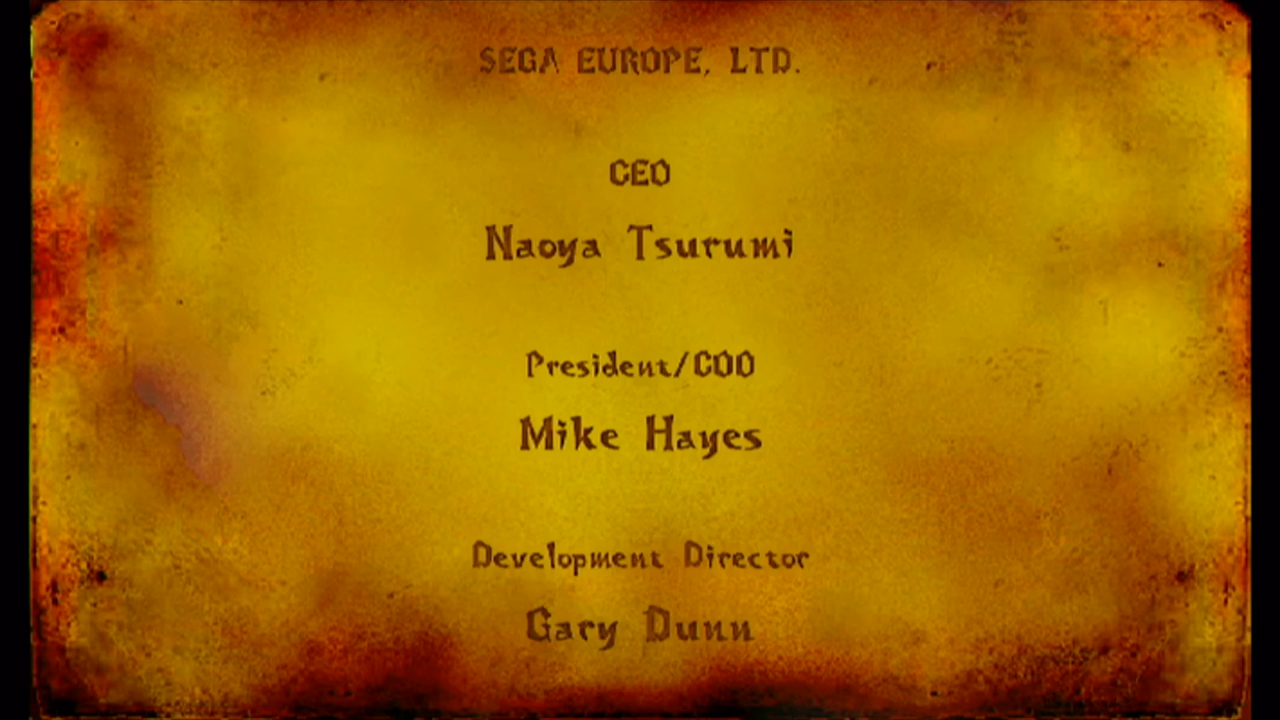 SEGA EUROPE, LTD.
CEO
Naoya Tsurumi
President/COO
Mike Hayes
Development Director
Gary Dunn